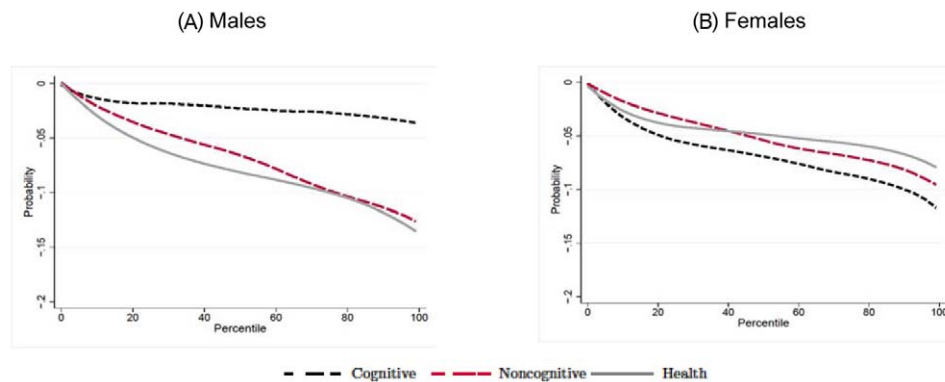 (A) Males
(B) Females
0
-.05
-.1
-.15
-.2
Probability
0 20 40 60 80 100
Percentile
0
-.05
-.1
-.15
-.2
Probability
0 20 40 60 80 100
Percentile
Cognitive Noncognitive Health